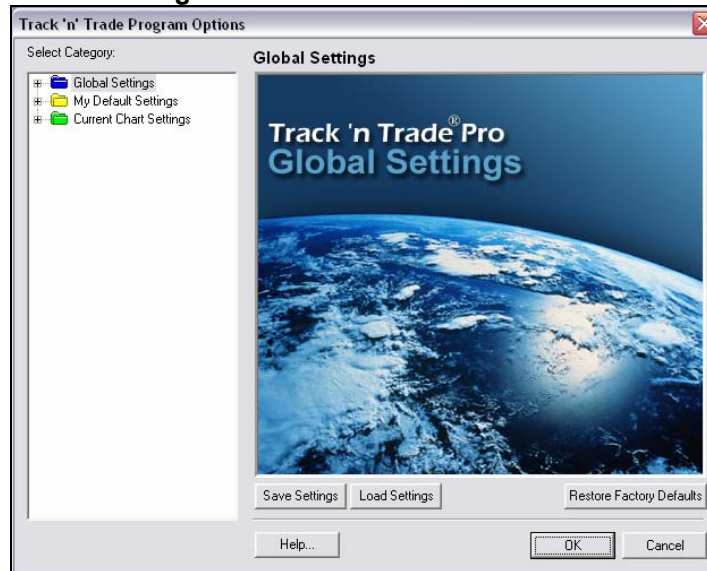 Track 'n' Trade Program Options
Select Category:
Global Settings
My Default Settings
Current Chart Settings
Global Settings
Track 'n Trade® Pro
Global Settings
Save Settings
Load Settings
Restore Factory Defaults
Help...
OK
Cancel